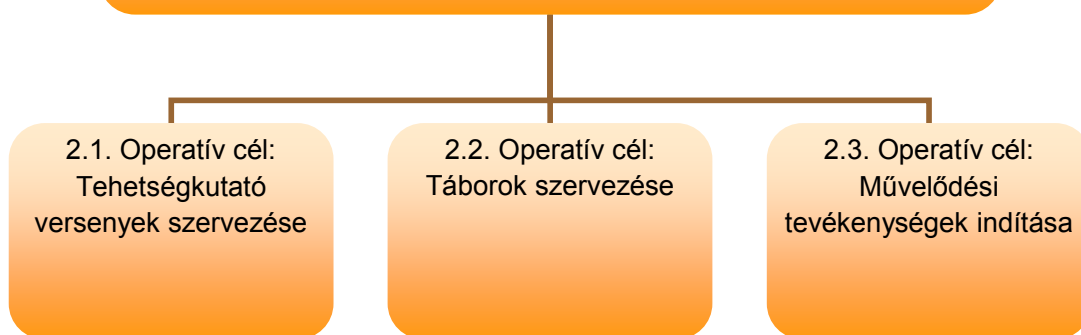 2.1. Operatív cél:
Tehetségkutató
versenyek szervezése
2.2. Operatív cél:
Táborok szervezése
2.3. Operatív cél:
Művelődési
tevékenységek indítása